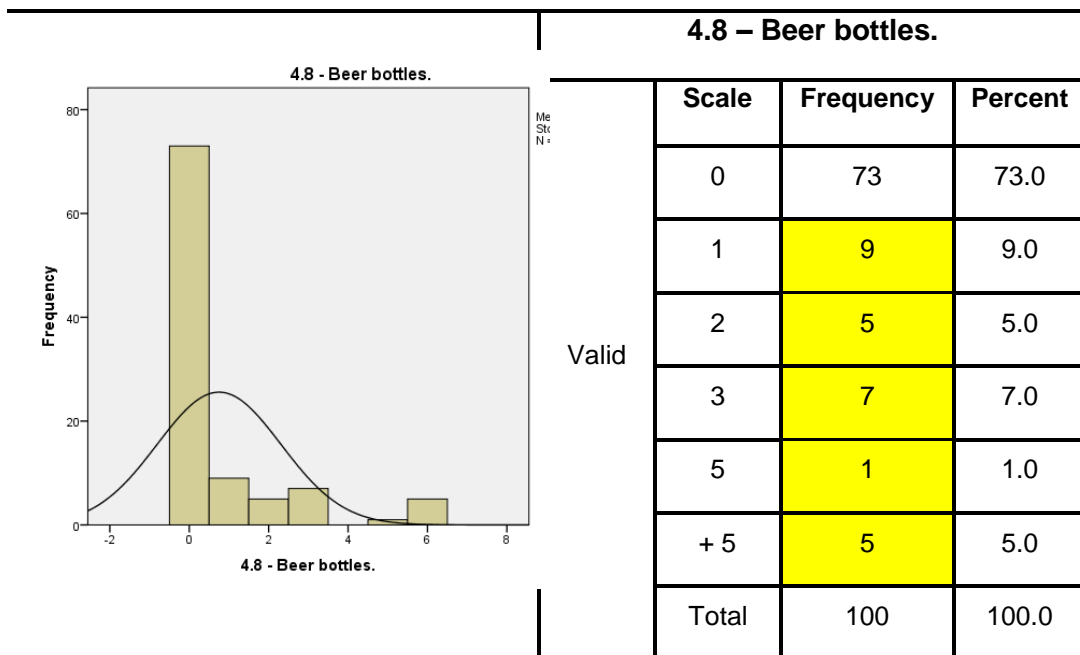 4.8 – Beer bottles.
4.8 - Beer bottles.
80
60
40
20
0
Frequency
-2 0 2 4 6 8
4.8 - Beer bottles.
N
Scale Frequency Percent
Valid
0 73 73.0
1 9 9.0
2 5 5.0
3 7 7.0
5 1 1.0
+ 5 5 5.0
Total 100 100.0